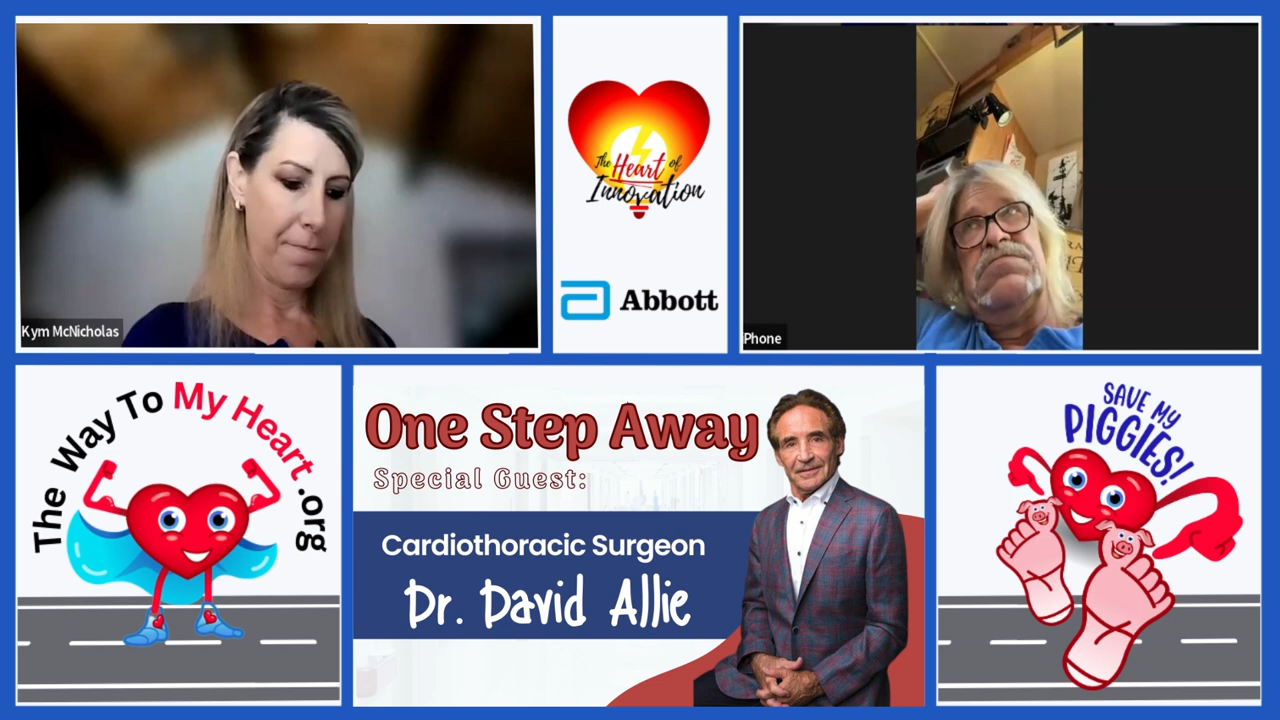 Kym McNicholas
The Heart of
Innovation
Abbott
Phone
The Way To My Heart .org
One Step Away
Special Guest:
Cardiothoracic Surgeon
Dr. David Allie
SAVE MY
PIGGIES!